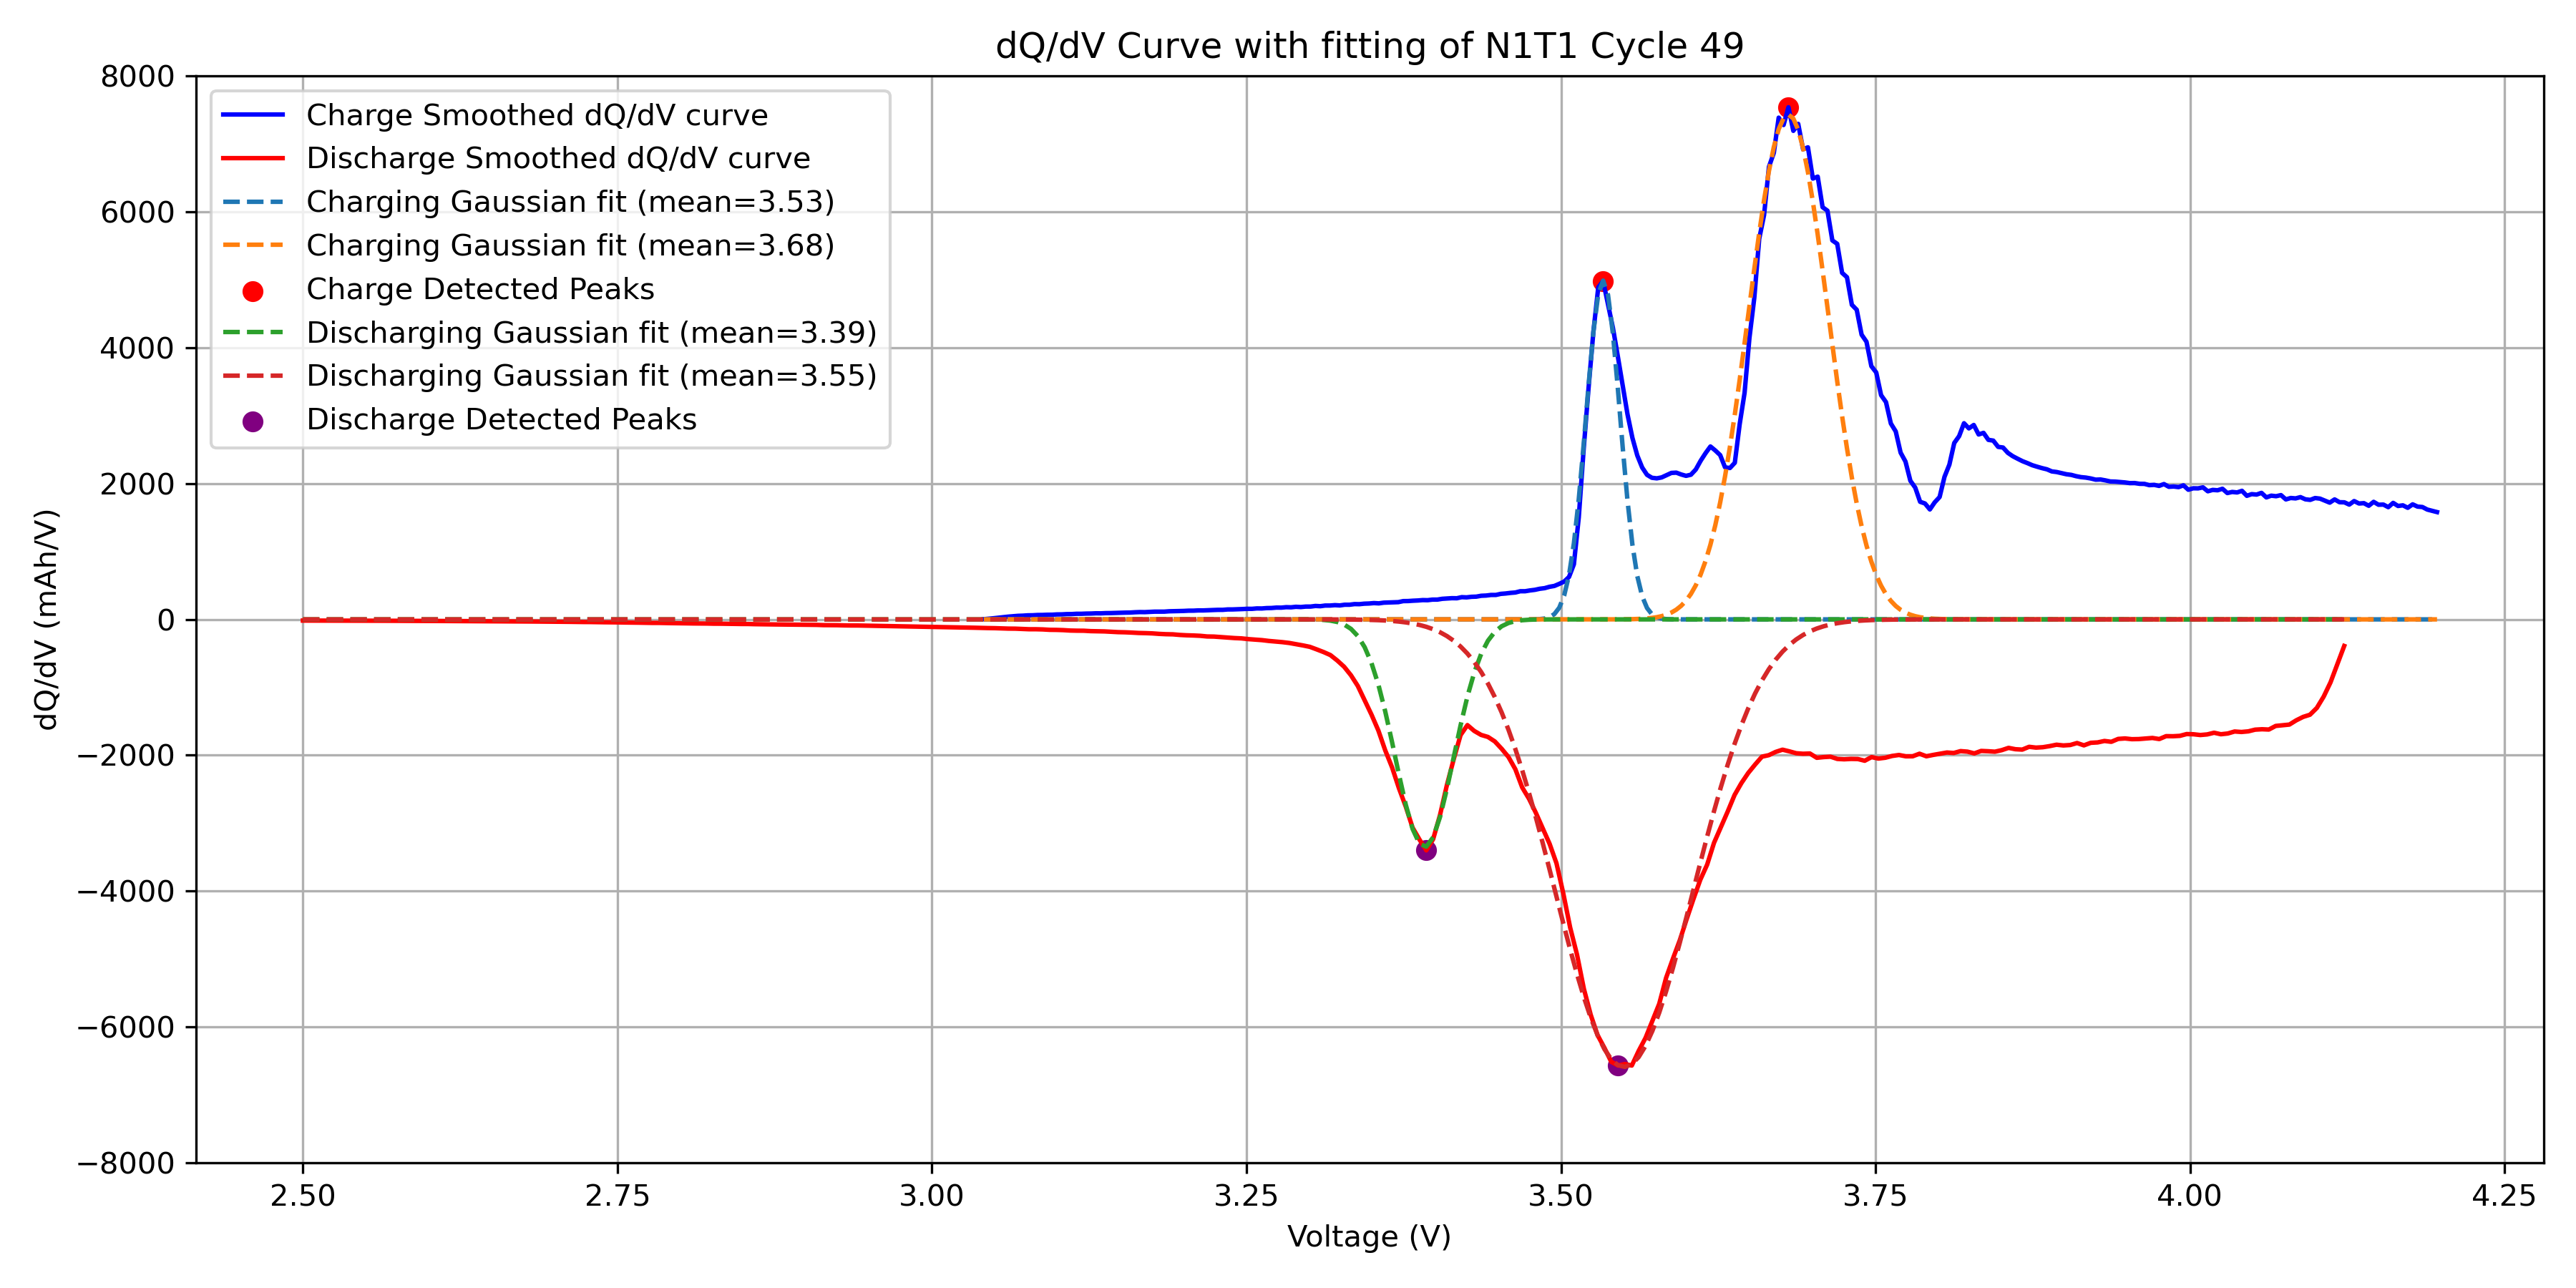 dQ/dV Curve with fitting of N1T1 Cycle 49
8000
6000
4000
2000
0
−2000
−4000
−6000
−8000
dQ/dV (mAh/V)
Charge Smoothed dQ/dV curve
Discharge Smoothed dQ/dV curve
Charging Gaussian fit (mean=3.53)
Charging Gaussian fit (mean=3.68)
Charge Detected Peaks
Discharging Gaussian fit (mean=3.39)
Discharging Gaussian fit (mean=3.55)
Discharge Detected Peaks
2.50 2.75 3.00 3.25 3.50 3.75 4.00 4.25
Voltage (V)